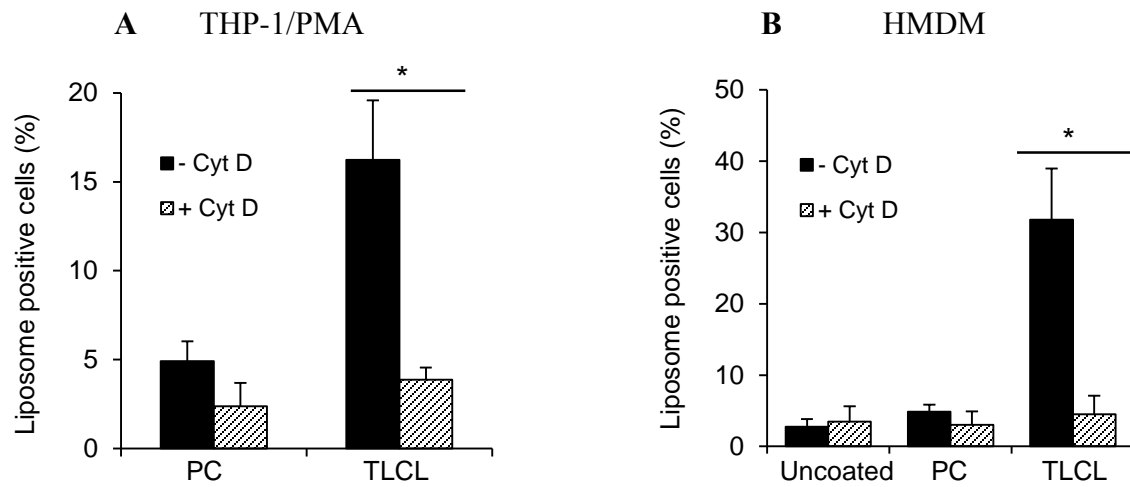 A THP-1/PMA
Liposome positive cells (%)
20
15
10
5
0
*
- Cyt D
+ Cyt D
PC TLCL
B HMDM
Liposome positive cells (%)
50
40
30
20
10
0
*
- Cyt D
+ Cyt D
Uncoated PC TLCL